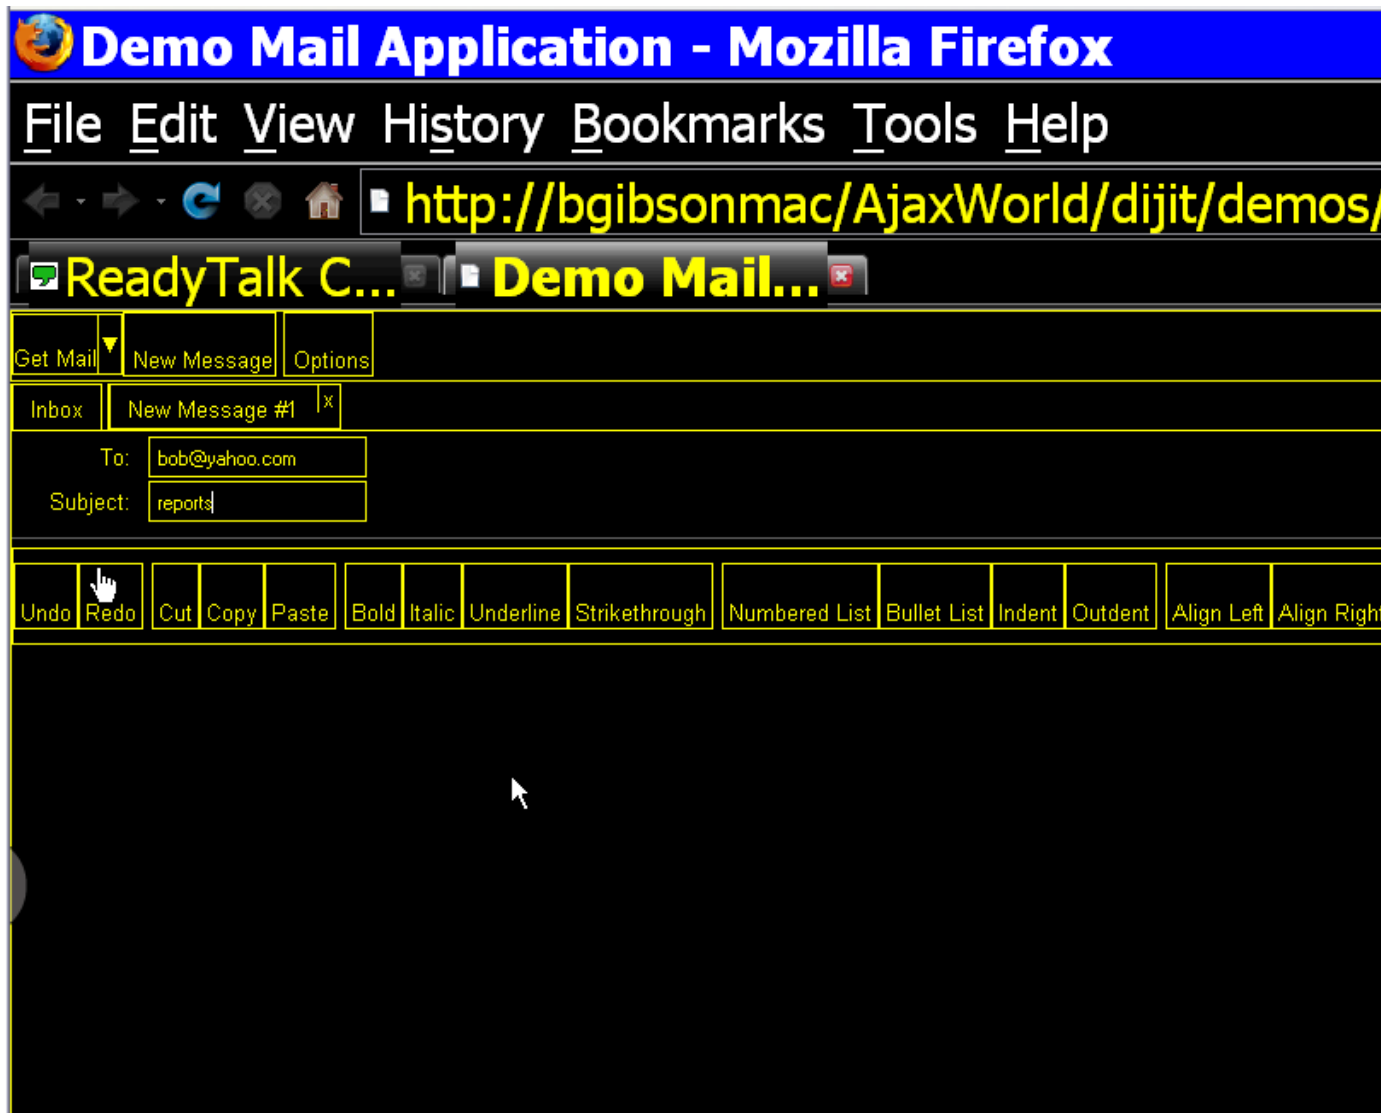 Demo Mail Application - Mozilla Firefox
File Edit View History Bookmarks Tools Help
http://bgibsonmac/AjaxWorld/dijit/demos/
ReadyTalk C... Demo Mail...
Get Mail ▼ New Message Options
Inbox New Message #1 x
To: bob@yahoo.com
Subject: reports
Undo Redo Cut Copy Paste Bold Italic Underline Strikethrough Numbered List Bullet List Indent Outdent Align Left Align Right